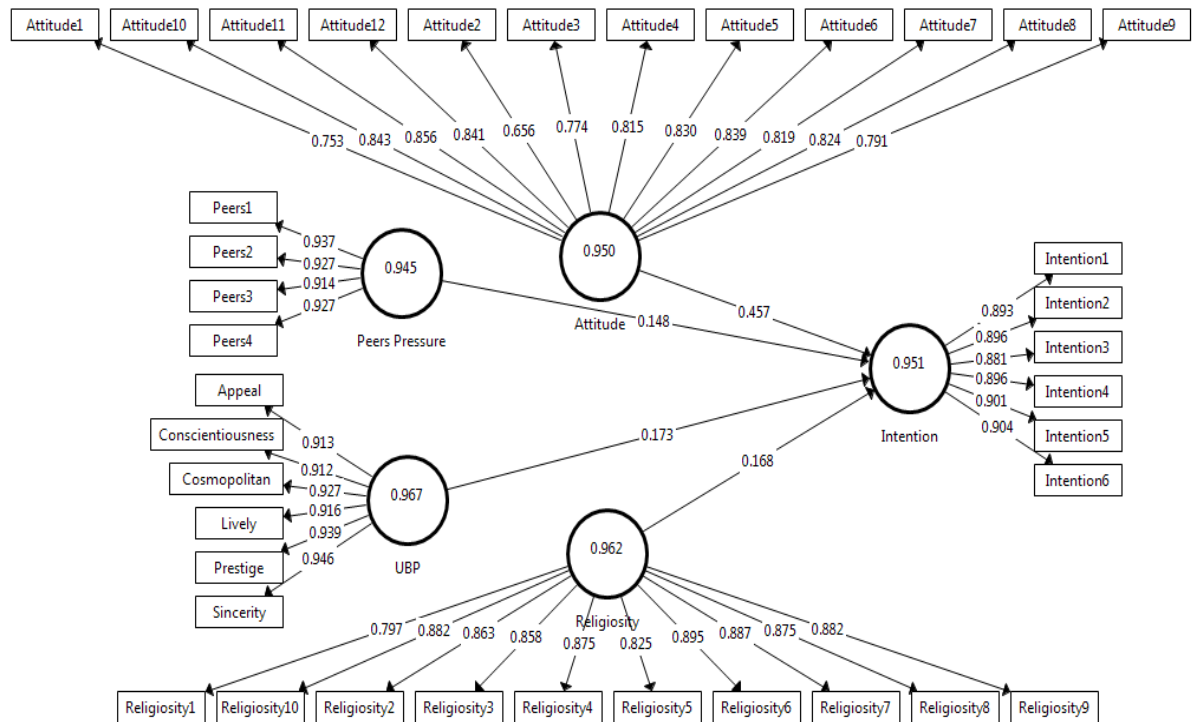 Attitude1 Attitude10 Attitude11 Attitude12 Attitude2 Attitude3 Attitude4 Attitude5 Attitude6 Attitude7 Attitude8 Attitude9
0.753 0.843 0.856 0.841 0.656 0.774 0.815 0.830 0.839 0.819 0.824 0.791
Peers1
Peers2
Peers3
Peers4
0.937
0.927
0.914
0.927
0.945
Peers Pressure
0.950
Attitude
0.148
0.457
Intention1
Intention2
Intention3
Intention4
Intention5
Intention6
0.893
0.896
0.881
0.896
0.901
0.904
0.951
Intention
Appeal
Conscientiousness
Cosmopolitan
Lively
Prestige
Sincerity
0.913
0.912
0.927
0.916
0.939
0.946
0.967
UBP
0.173
0.168
0.962
Religiosity
0.797 0.882 0.863 0.858 0.875 0.825 0.895 0.887 0.875 0.882
Religiosity1 Religiosity10 Religiosity2 Religiosity3 Religiosity4 Religiosity5 Religiosity6 Religiosity7 Religiosity8 Religiosity9